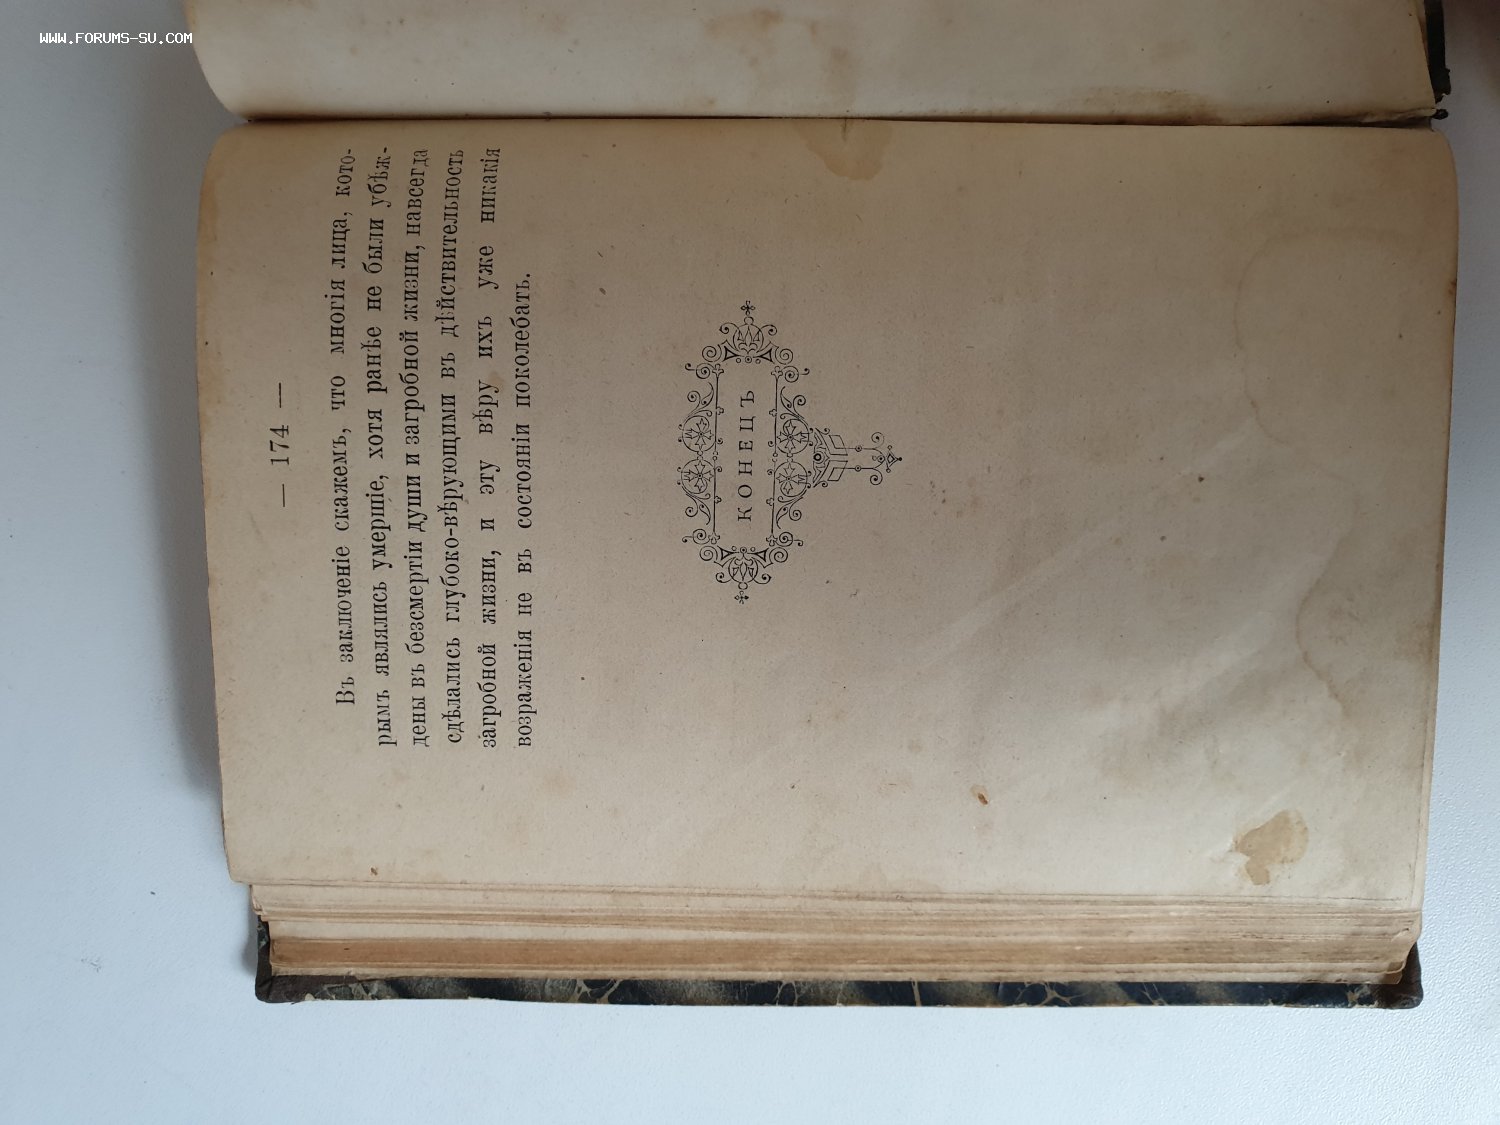 WWW.FORUMS-SU.COM
— 174 —
Въ заключеніе скажемъ, что многія лица, кото-
рымъ являлись умершіе, хотя ранѣе не были убѣж-
дены въ безсмертіи души и загробной жизни, навсегда
сдѣлались глубоко-вѣрующими въ дѣйствительность
загробной жизни, и эту вѣру ихъ уже никакія
возраженія не въ состояніи поколебать.
КОНЕЦЪ